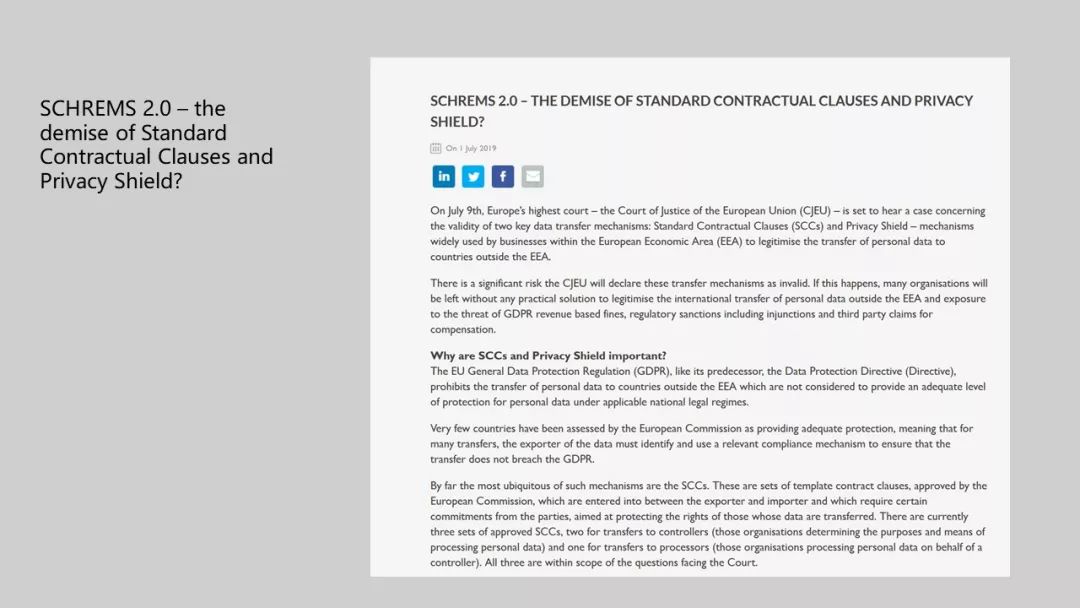 SCHREMS 2.0 – the
demise of Standard
Contractual Clauses and
Privacy Shield?
SCHREMS 2.0 – THE DEMISE OF STANDARD CONTRACTUAL CLAUSES AND PRIVACY
SHIELD?
On 1 July 2019
in
f
On July 9th, Europe's highest court – the Court of Justice of the European Union (CJEU) – is set to hear a case concerning
the validity of two key data transfer mechanisms: Standard Contractual Clauses (SCCs) and Privacy Shield – mechanisms
widely used by businesses within the European Economic Area (EEA) to legitimise the transfer of personal data to
countries outside the EEA.
There is a significant risk the CJEU will declare these transfer mechanisms as invalid. If this happens, many organisations will
be left without any practical solution to legitimise the international transfer of personal data outside the EEA and exposure
to the threat of GDPR revenue based fines, regulatory sanctions including injunctions and third party claims for
compensation.
Why are SCCs and Privacy Shield important?
The EU General Data Protection Regulation (GDPR), like its predecessor, the Data Protection Directive (Directive),
prohibits the transfer of personal data to countries outside the EEA which are not considered to provide an adequate level
of protection for personal data under applicable national legal regimes.
Very few countries have been assessed by the European Commission as providing adequate protection, meaning that for
many transfers, the exporter of the data must identify and use a relevant compliance mechanism to ensure that the
transfer does not breach the GDPR.
By far the most ubiquitous of such mechanisms are the SCCs. These are sets of template contract clauses, approved by the
European Commission, which are entered into between the exporter and importer and which require certain
commitments from the parties, aimed at protecting the rights of those whose data are transferred. There are currently
three sets of approved SCCs, two for transfers to controllers (those organisations determining the purposes and means of
processing personal data) and one for transfers to processors (those organisations processing personal data on behalf of a
controller). All three are within scope of the questions facing the Court.